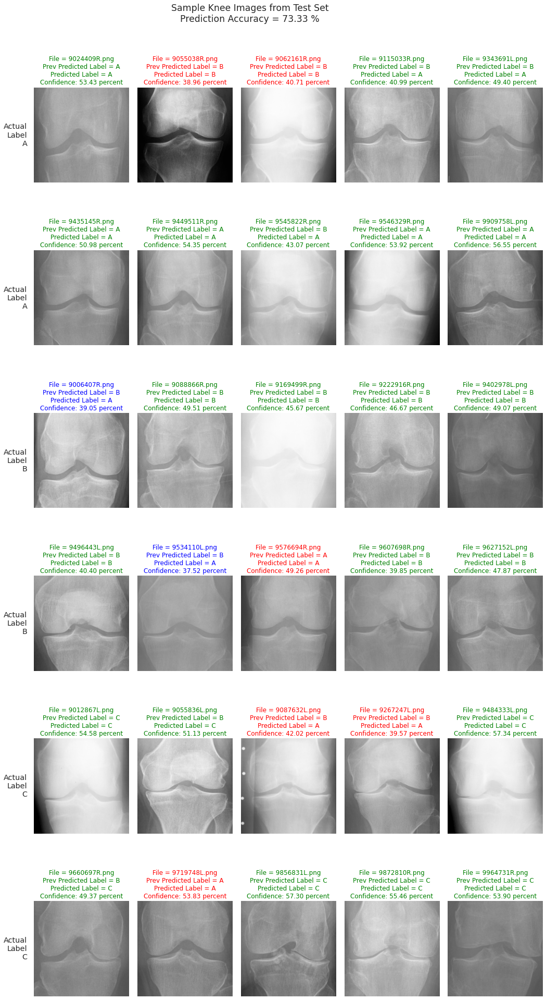 Sample Knee Images from Test Set
Prediction Accuracy = 73.33 %
File = 9024409R.png
Prev Predicted Label = A
Predicted Label = A
Confidence: 53.43 percent
File = 9055038R.png
Prev Predicted Label = B
Predicted Label = B
Confidence: 38.96 percent
File = 9062161R.png
Prev Predicted Label = B
Predicted Label = B
Confidence: 40.71 percent
File = 9115033R.png
Prev Predicted Label = B
Predicted Label = A
Confidence: 40.99 percent
File = 9343691L.png
Prev Predicted Label = B
Predicted Label = A
Confidence: 49.40 percent
Actual
Label
A
File = 9435145R.png
Prev Predicted Label = A
Predicted Label = A
Confidence: 50.98 percent
File = 9449511R.png
Prev Predicted Label = A
Predicted Label = A
Confidence: 54.35 percent
File = 9545822R.png
Prev Predicted Label = B
Predicted Label = A
Confidence: 43.07 percent
File = 9546329R.png
Prev Predicted Label = A
Predicted Label = A
Confidence: 53.92 percent
File = 9909758L.png
Prev Predicted Label = A
Predicted Label = A
Confidence: 56.55 percent
Actual
Label
A
File = 9006407R.png
Prev Predicted Label = B
Predicted Label = A
Confidence: 39.05 percent
File = 9088866R.png
Prev Predicted Label = B
Predicted Label = B
Confidence: 49.51 percent
File = 9169499R.png
Prev Predicted Label = B
Predicted Label = B
Confidence: 45.67 percent
File = 9222916R.png
Prev Predicted Label = B
Predicted Label = B
Confidence: 46.67 percent
File = 9402978L.png
Prev Predicted Label = B
Predicted Label = B
Confidence: 49.07 percent
Actual
Label
B
File = 9496443L.png
Prev Predicted Label = B
Predicted Label = B
Confidence: 40.40 percent
File = 9534110L.png
Prev Predicted Label = B
Predicted Label = A
Confidence: 37.52 percent
File = 9576694R.png
Prev Predicted Label = A
Predicted Label = A
Confidence: 49.26 percent
File = 9607698R.png
Prev Predicted Label = B
Predicted Label = B
Confidence: 39.85 percent
File = 9627152L.png
Prev Predicted Label = B
Predicted Label = B
Confidence: 47.87 percent
Actual
Label
B
File = 9012867L.png
Prev Predicted Label = C
Predicted Label = C
Confidence: 54.58 percent
File = 9055836L.png
Prev Predicted Label = B
Predicted Label = C
Confidence: 51.13 percent
File = 9087632L.png
Prev Predicted Label = B
Predicted Label = A
Confidence: 42.02 percent
File = 9267247L.png
Prev Predicted Label = B
Predicted Label = A
Confidence: 39.57 percent
File = 9484333L.png
Prev Predicted Label = C
Predicted Label = C
Confidence: 57.34 percent
Actual
Label
C
File = 9660697R.png
Prev Predicted Label = B
Predicted Label = C
Confidence: 49.37 percent
File = 9719748L.png
Prev Predicted Label = A
Predicted Label = A
Confidence: 53.83 percent
File = 9856831L.png
Prev Predicted Label = C
Predicted Label = C
Confidence: 57.30 percent
File = 9872810R.png
Prev Predicted Label = C
Predicted Label = C
Confidence: 55.46 percent
File = 9964731R.png
Prev Predicted Label = C
Predicted Label = C
Confidence: 53.90 percent
Actual
Label
C